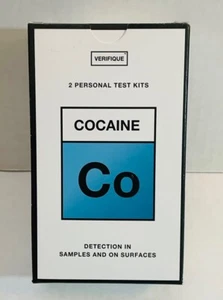 VERIFIQUE
2 PERSONAL TEST KITS
COCAINE
Co
DETECTION IN
SAMPLES AND ON SURFACES